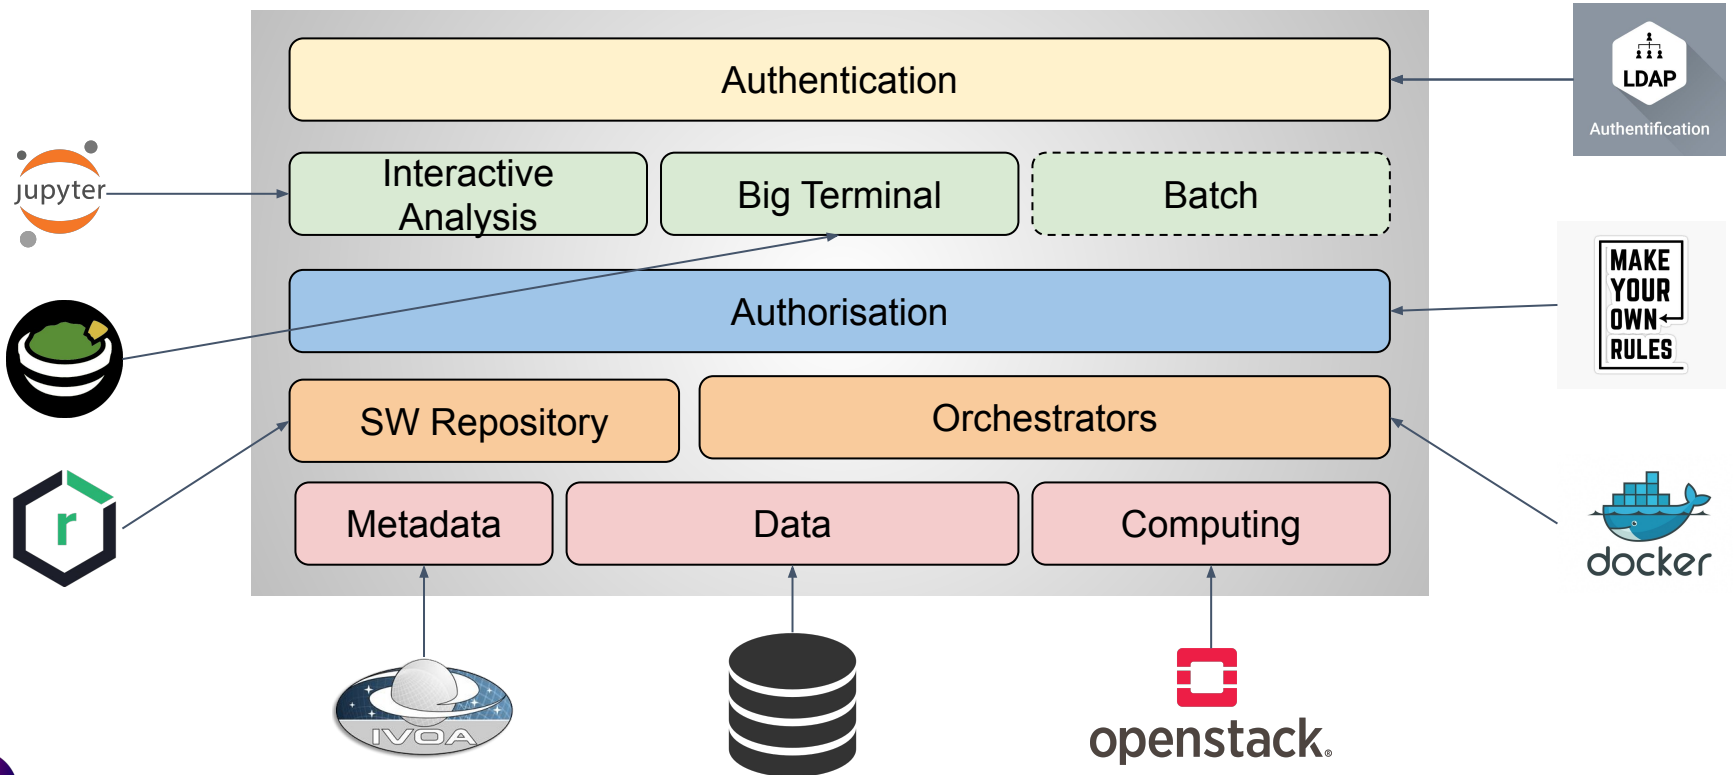 Authentication
LDAP
Authentification
jupyter
Interactive
Analysis
Big Terminal
Batch
MAKE
YOUR
OWN
RULES
Authorisation
SW Repository
Orchestrators
r
docker
Metadata
Data
Computing
IVOA
openstack.